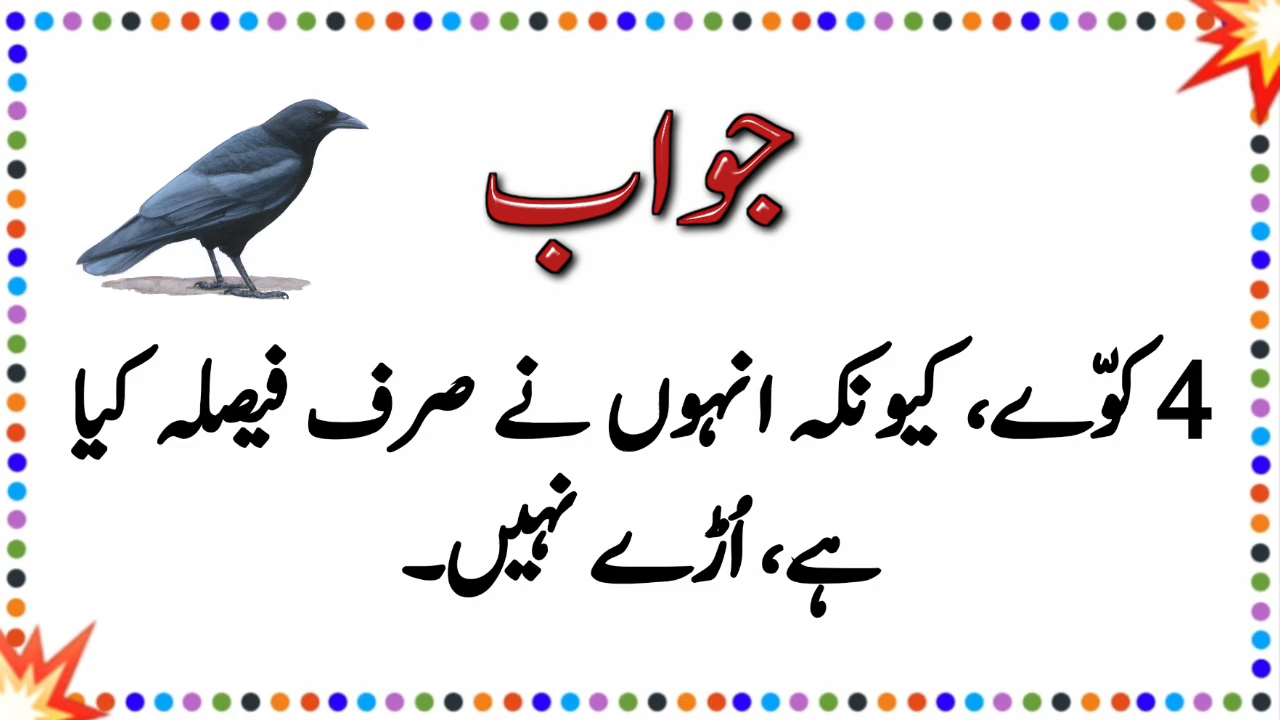 جواب
4 کوّے، کیونکہ انہوں نے صرف فیصلہ کیا
ہے، اُڑے نہیں۔